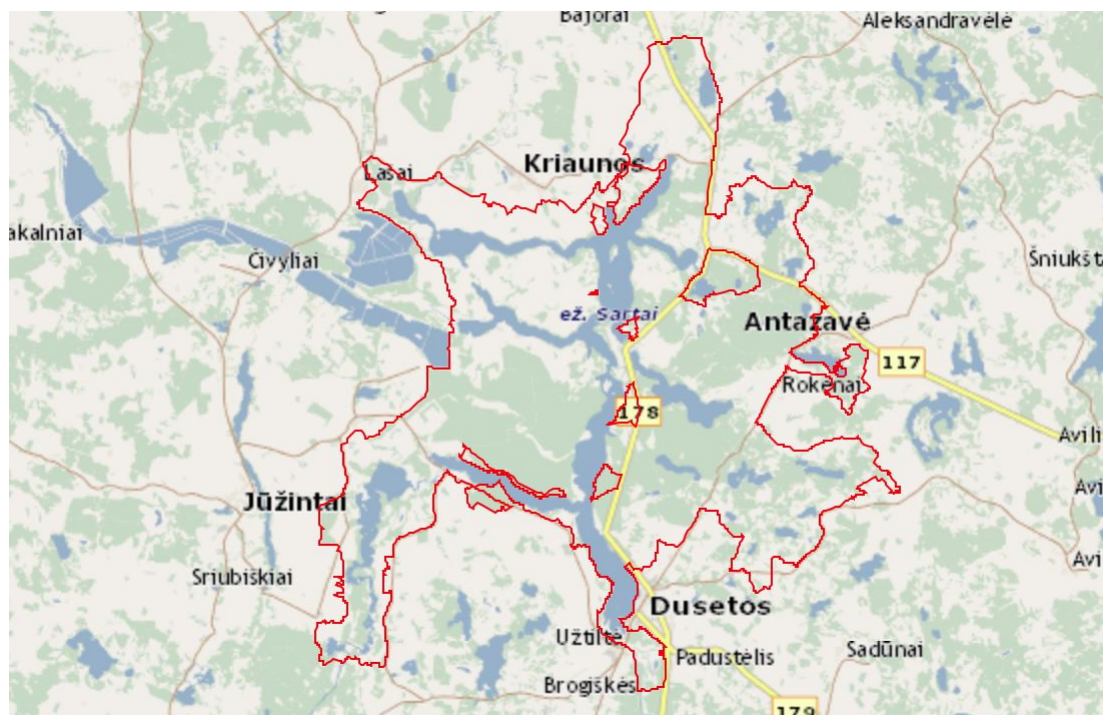 Bajorai
Aleksandravėlė
Kriaunos
Lašai
akalniai
Čivyliai
Šniukšt
ež. Sartai
Antazavė
117
Rokėnai
178
Avili
Avi
Jūžintai
Avi
Sriubiškiai
Dusetos
Užtiltė
Sadūnai
Padustėlis
Brogiškės
179